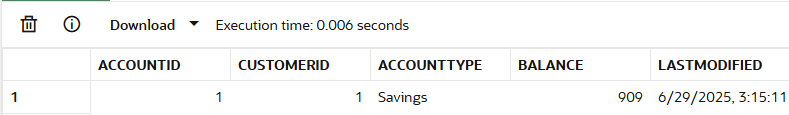 Download Execution time: 0.006 seconds
ACCOUNTID CUSTOMERID ACCOUNTTYPE BALANCE LASTMODIFIED
1 1 1 Savings 909 6/29/2025, 3:15:11